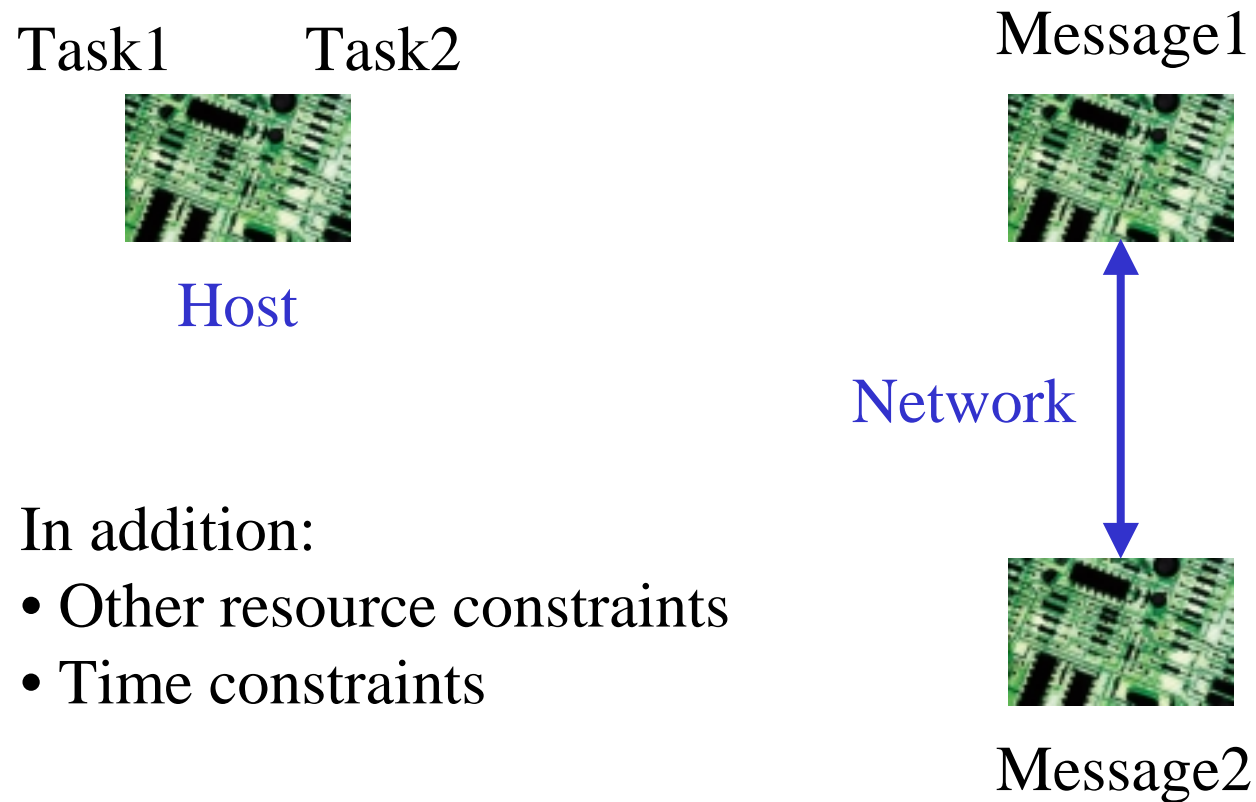 Task1 Task2
Host
Message1
Network
Message2
In addition:
• Other resource constraints
• Time constraints